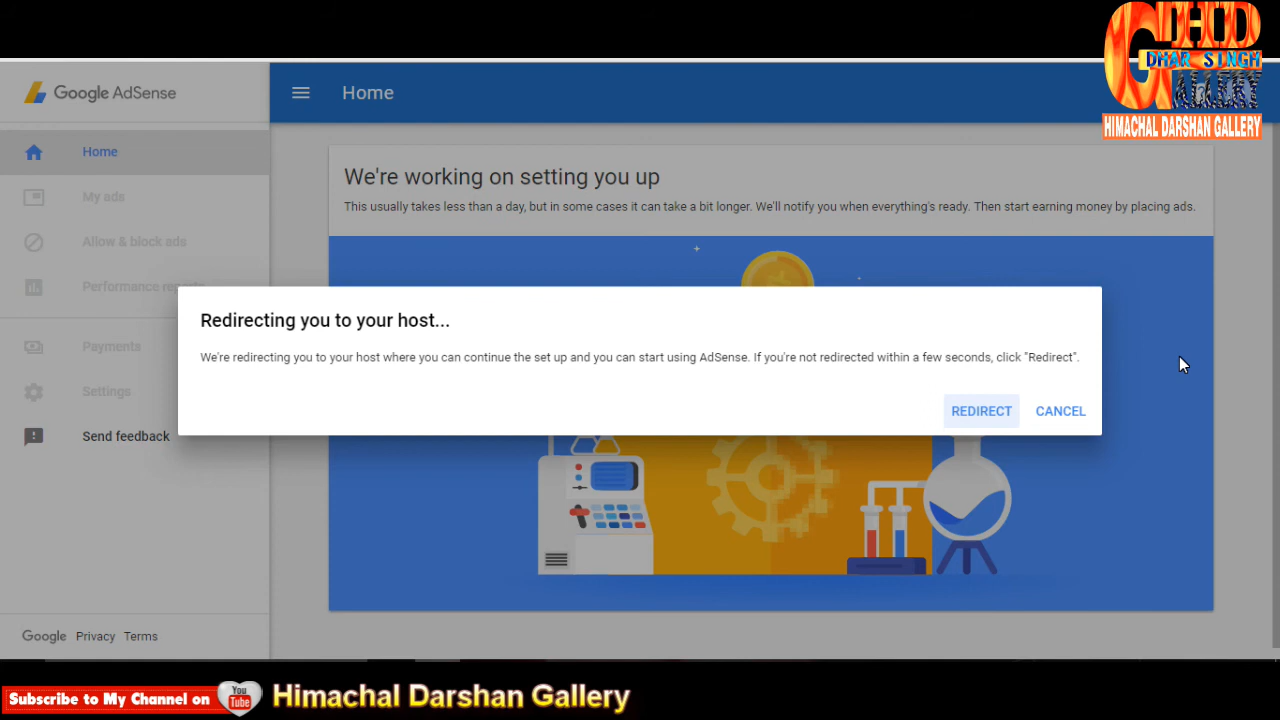 GHD
DHAR SINGH
GALLERY
HIMACHAL DARSHAN GALLERY
Google AdSense
Home
Home
My ads
Allow & block ads
Performance reports
Payments
Settings
Send feedback
We're working on setting you up
This usually takes less than a day, but in some cases it can take a bit longer. We'll notify you when everything's ready. Then start earning money by placing ads.
Redirecting you to your host...
We're redirecting you to your host where you can continue the set up and you can start using AdSense. If you're not redirected within a few seconds, click "Redirect".
REDIRECT CANCEL
Google Privacy Terms
Subscribe to My Channel on You Tube Himachal Darshan Gallery